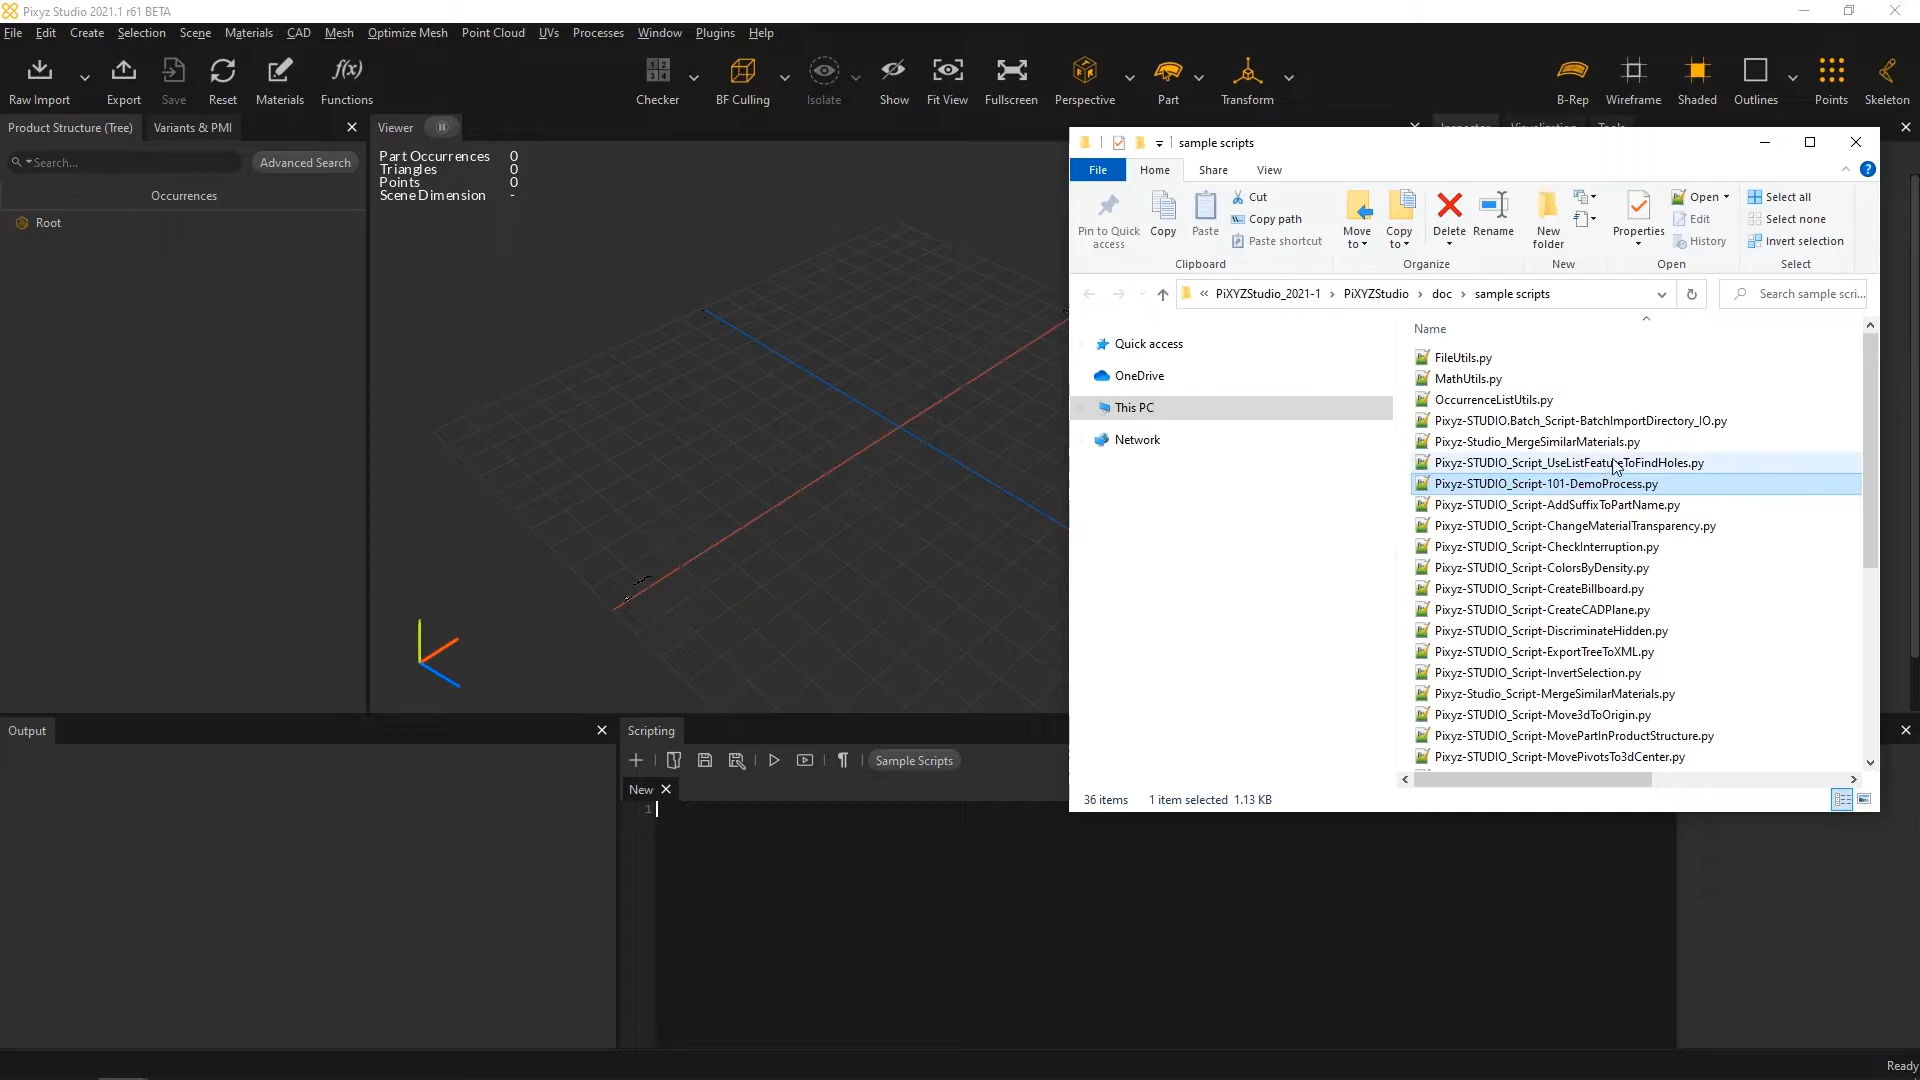 Pixyz Studio 2021.1 r61 BETA
File Edit Create Selection Scene Materials CAD Mesh Optimize Mesh Point Cloud UVs Processes Window Plugins Help
Raw Import Export Save Reset Materials Functions Checker BF Culling Isolate Show Fit View Fullscreen Perspective Part Transform B-Rep Wireframe Shaded Outlines Points Skeleton
f(x)
Product Structure (Tree) Variants & PMI
Search... Advanced Search
Occurrences
Root
Viewer
Part Occurrences 0
Triangles 0
Points 0
Scene Dimension -
sample scripts
File Home Share View
Pin to Quick access
Copy
Paste
Cut
Copy path
Paste shortcut
Clipboard
Move to
Copy to
Delete
Rename
Organize
New folder
New
Properties
Open
Edit
History
Open
Select all
Select none
Invert selection
Select
« PiXYZStudio_2021-1 › PiXYZStudio › doc › sample scripts
Search sample scri...
Quick access
OneDrive
This PC
Network
Name
FileUtils.py
MathUtils.py
OccurrenceListUtils.py
Pixyz-STUDIO.Batch_Script-BatchImportDirectory_IO.py
Pixyz-Studio_MergeSimilarMaterials.py
Pixyz-STUDIO_Script_UseListFeatureToFindHoles.py
Pixyz-STUDIO_Script-101-DemoProcess.py
Pixyz-STUDIO_Script-AddSuffixToPartName.py
Pixyz-STUDIO_Script-ChangeMaterialTransparency.py
Pixyz-STUDIO_Script-CheckInterruption.py
Pixyz-STUDIO_Script-ColorsByDensity.py
Pixyz-STUDIO_Script-CreateBillboard.py
Pixyz-STUDIO_Script-CreateCADPlane.py
Pixyz-STUDIO_Script-DiscriminateHidden.py
Pixyz-STUDIO_Script-ExportTreeToXML.py
Pixyz-STUDIO_Script-InvertSelection.py
Pixyz-Studio_Script-MergeSimilarMaterials.py
Pixyz-STUDIO_Script-Move3dToOrigin.py
Pixyz-STUDIO_Script-MovePartInProductStructure.py
Pixyz-STUDIO_Script-MovePivotsTo3dCenter.py
36 items 1 item selected 1.13 KB
Output
Scripting
Sample Scripts
New
1
Ready